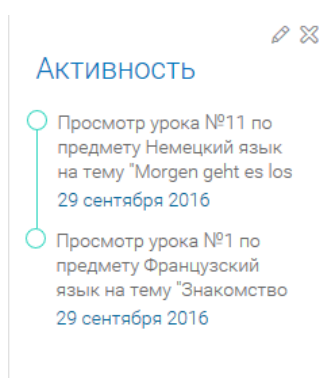 Активность
Просмотр урока №11 по
предмету Немецкий язык
на тему "Morgen geht es los
29 сентября 2016
Просмотр урока №1 по
предмету Французский
язык на тему "Знакомство
29 сентября 2016